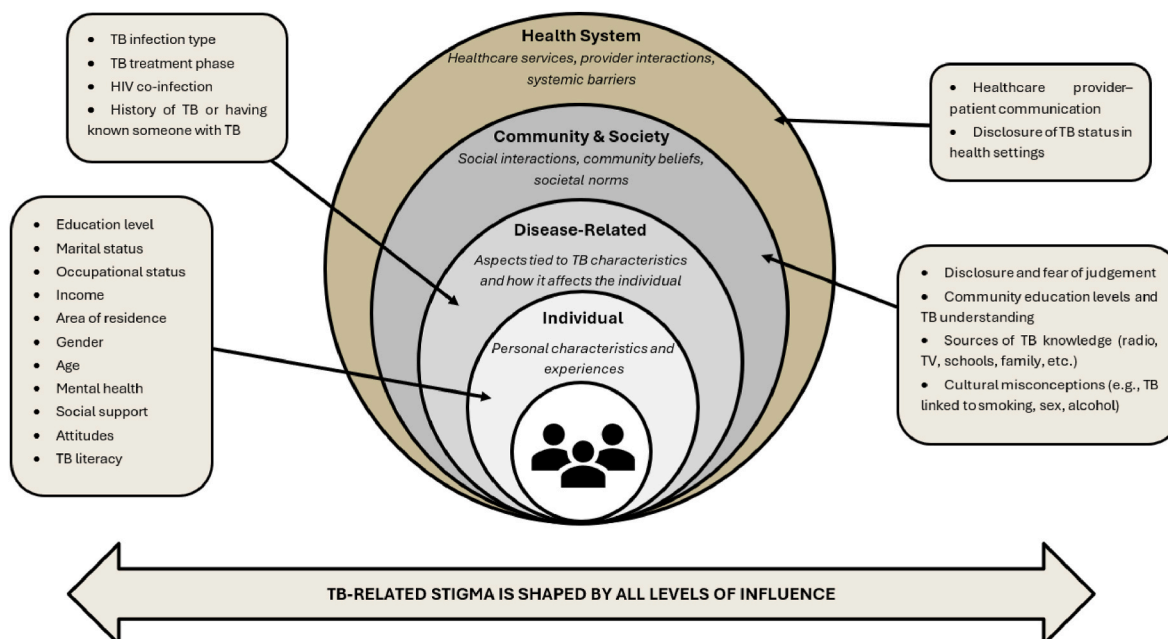 • TB infection type
• TB treatment phase
• HIV co-infection
• History of TB or having
known someone with TB
• Education level
• Marital status
• Occupational status
• Income
• Area of residence
• Gender
• Age
• Mental health
• Social support
• Attitudes
• TB literacy
Health System
Healthcare services, provider interactions,
systemic barriers
Community & Society
Social interactions, community beliefs,
societal norms
Disease-Related
Aspects tied to TB characteristics
and how it affects the individual
Individual
Personal characteristics and
experiences
• Healthcare provider–
patient communication
• Disclosure of TB status in
health settings
• Disclosure and fear of judgement
• Community education levels and
TB understanding
• Sources of TB knowledge (radio,
TV, schools, family, etc.)
• Cultural misconceptions (e.g., TB
linked to smoking, sex, alcohol)
TB-RELATED STIGMA IS SHAPED BY ALL LEVELS OF INFLUENCE